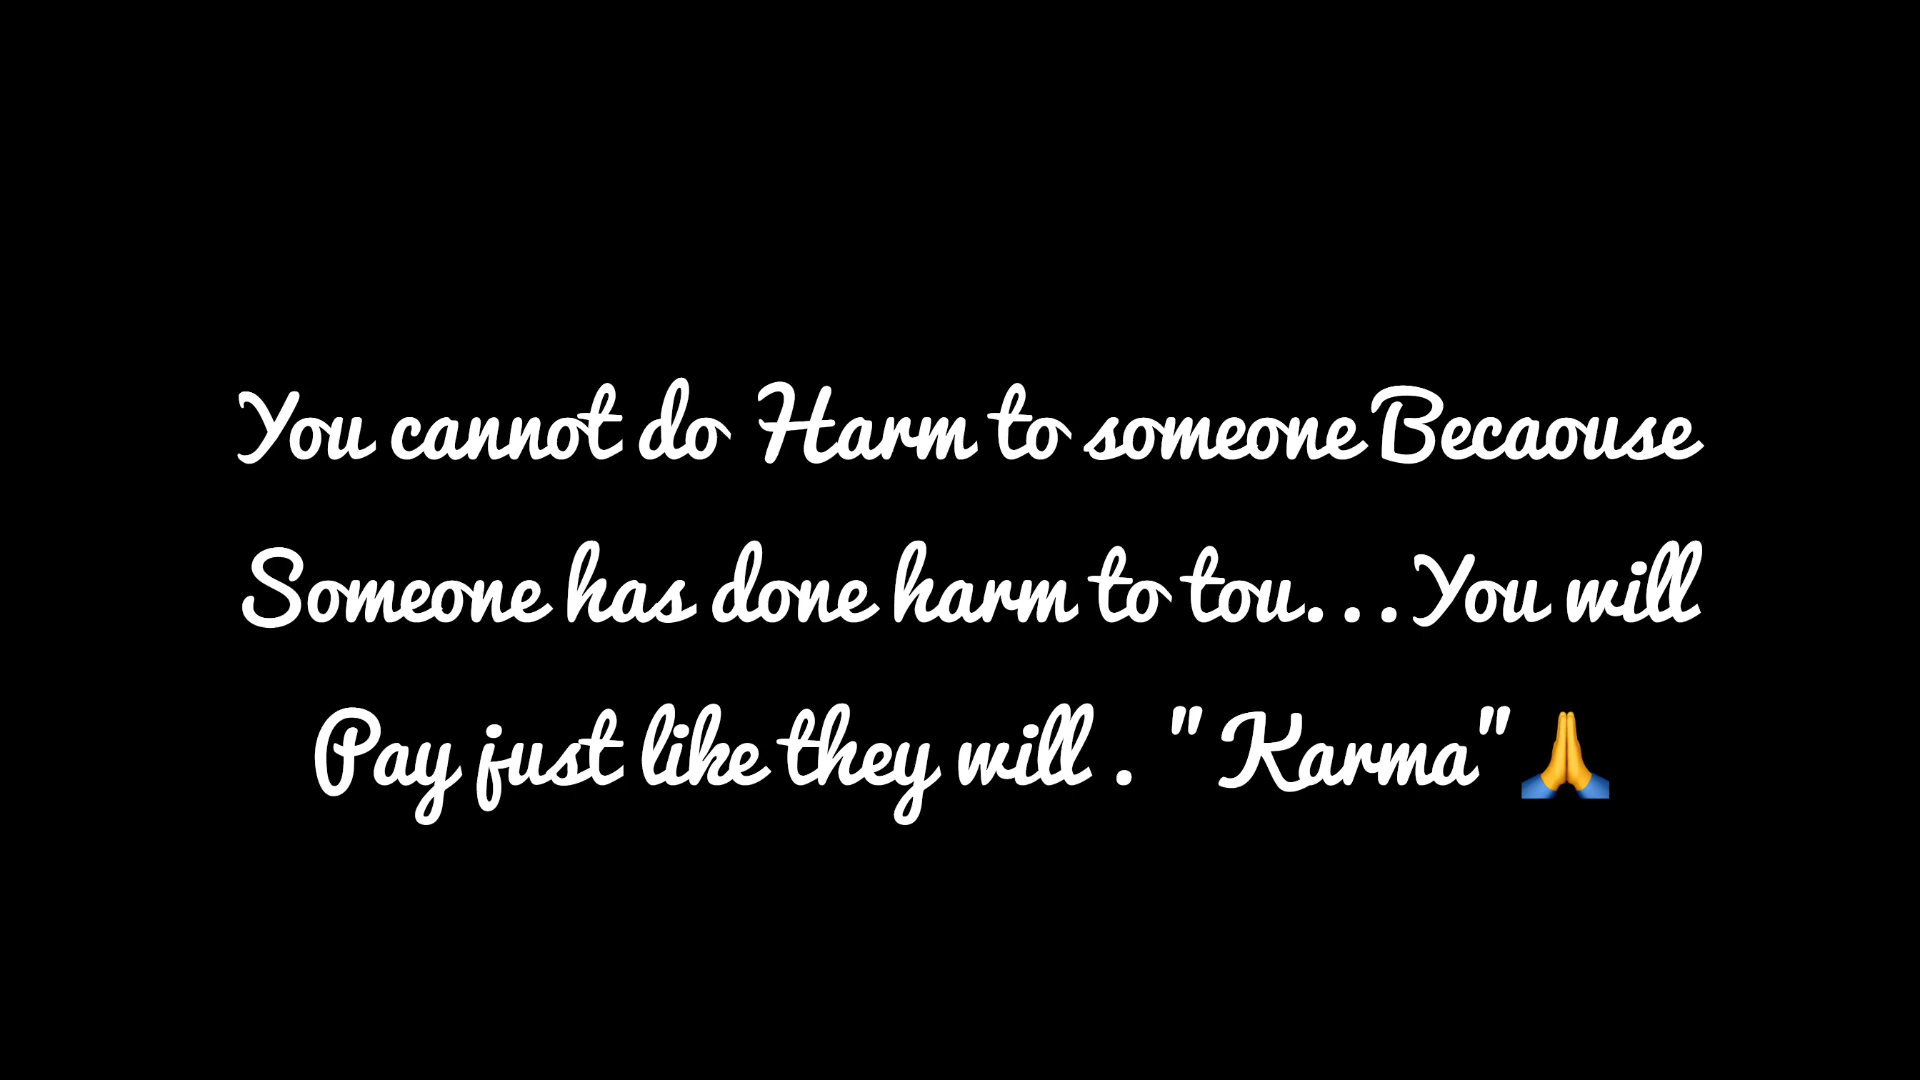 You cannot do Harm to someone Becaouse
Someone has done harm to tou...You will
Pay just like they will . " Karma"🙏